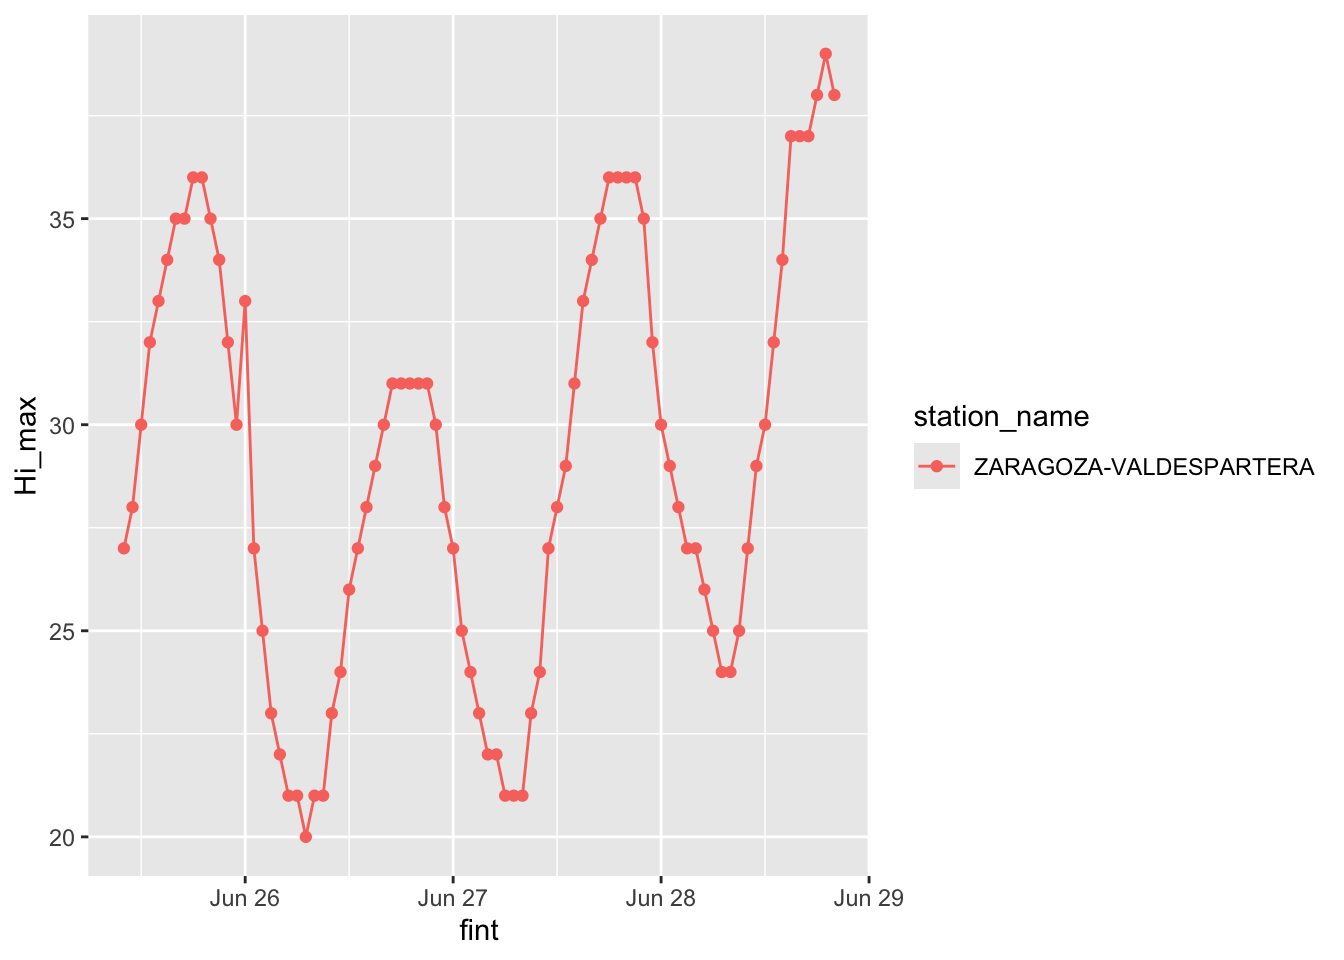 Hi_max
35
30
25
20
Jun 26
Jun 27
Jun 28
Jun 29
fint
station_name
ZARAGOZA-VALDESPARTERA